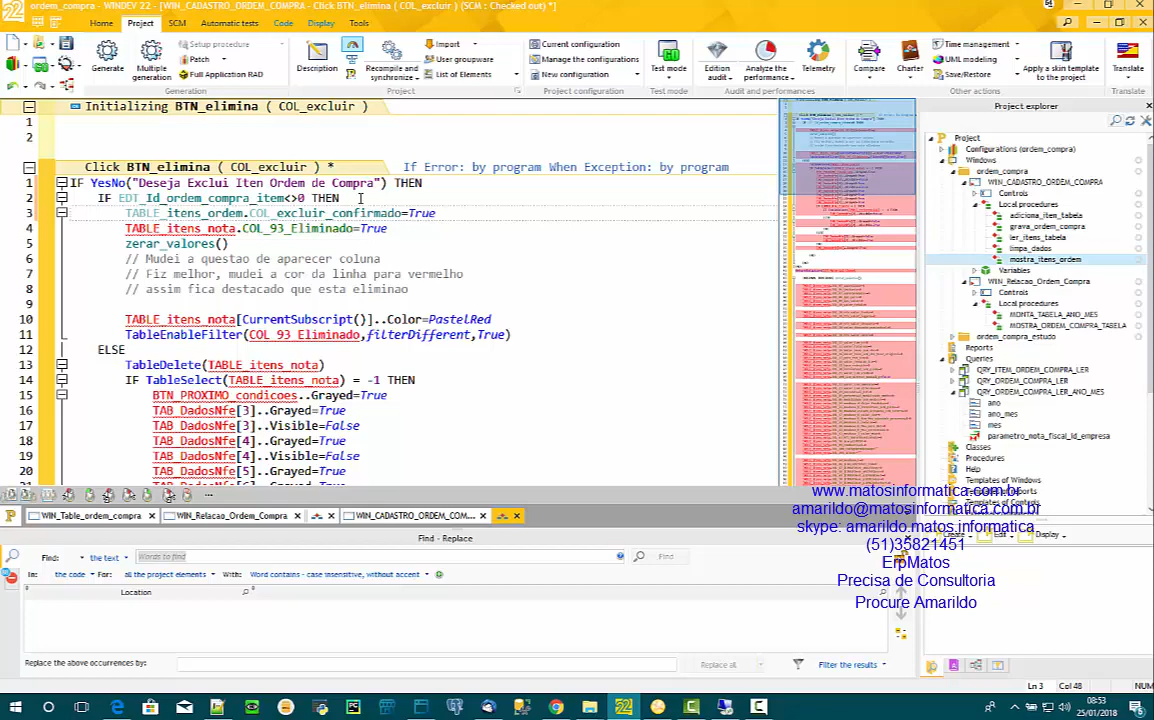 22
ordem_compra] - WINDEV 22 - [WIN_CADASTRO_ORDEM_COMPRA - Click BTN_elimina ( COL_excluir ) (SCM : Checked out) *]
Home Project SCM Automatic tests Code Display Tools
Generate
Multiple generation
Setup procedure
Patch
Full Application RAD
Generation
Description
Recode and synchronize
Import
User groupware
List of Elements
Project
Current configuration
Manage the configurations
New configuration
Project configuration
Test mode
GO
Test mode
Edition audit
Analyze the performance
Telemetry
Audit and performances
Compare
Charter
Time management
UML modeling
Save/Restore
Apply a skin template to the project
Other actions
Translate
Translate
Initializing BTN_elimina ( COL_excluir )
1
2
Click BTN_elimina ( COL_excluir ) * If Error: by program When Exception: by program
1 IF YesNo("Deseja Exclui Iten Ordem de Compra") THEN
2 IF EDT_Id_ordem_compra_item<>0 THEN
3 TABLE_itens_ordem.COL_excluir_confirmado=True
4 TABLE_itens_nota.COL_93_Eliminado=True
5 zerar_valores()
6 // Mudei a questao de aparecer coluna
7 // Fiz melhor, mudei a cor da linha para vermelho
8 // assim fica destacado que esta eliminao
9
10 TABLE_itens_nota[CurrentSubscript()]..Color=PastelRed
11 TableEnableFilter(COL_93_Eliminado,filterDifferent,True)
12 ELSE
13 TableDelete(TABLE_itens_nota)
14 IF TableSelect(TABLE_itens_nota) = -1 THEN
15 BTN_PROXIMO_condicoes..Grayed=True
16 TAB_DadosNfe[3]..Grayed=True
17 TAB_DadosNfe[3]..Visible=False
18 TAB_DadosNfe[4]..Grayed=True
19 TAB_DadosNfe[4]..Visible=False
20 TAB_DadosNfe[5]..Grayed=True
Project explorer
Project
Configurations (ordem_compra)
Windows
ordem_compra
WIN_CADASTRO_ORDEM_COMPRA
Controls
Local procedures
adiciona_item_tabela
grava_ordem_compra
ler_itens_tabela
limpa_dados
mostra_itens_ordem
Variables
WIN_Relacao_Ordem_Compra
Controls
Local procedures
MONTA_TABELA_ANO_MES
MOSTRA_ORDEM_COMPRA_TABELA
ordem_compra_estudo
Reports
Queries
QRY_ITEM_ORDEM_COMPRA_LER
QRY_ORDEM_COMPRA_LER
QRY_ORDEM_COMPRA_LER_ANO_MES
ano
ano_mes
mes
parametro_nota_fiscal_id_empresa
Classes
Procedures
Help
Templates of Windows
Templates of Reports
Create Edit Display
www.matosinformatica.com.br
amarildo@matosinformatica.com.br
skype: amarildo.matos.informatica
(51)35821451
ErpMatos
Precisa de Consultoria
Procure Amarildo
WIN_Table_ordem_compra WIN_Relacao_Ordem_Compra WIN_CADASTRO_ORDEM_COM...
Find - Replace
Find: the text Words to find Find
In: the code For: all the project elements With: Word contains - case insensitive, without accent
Location
Replace the above occurrences by: Replace all Filter the results
Ln 3 Col 48 NUM
08:53
25/01/2018